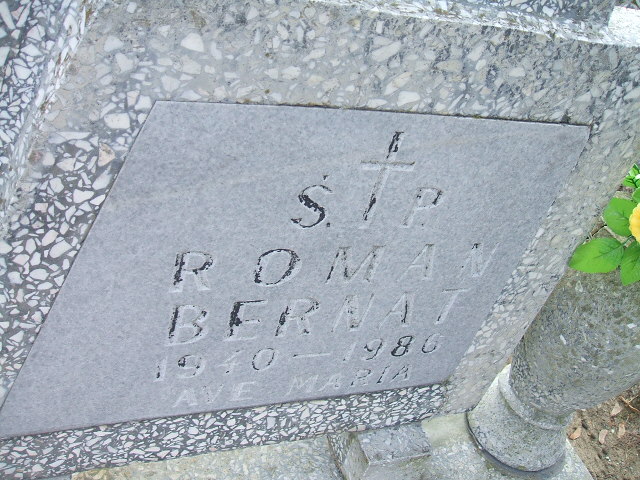 Ś. P.
ROMAN
BERNAT
1940-1986
AVE MARIA